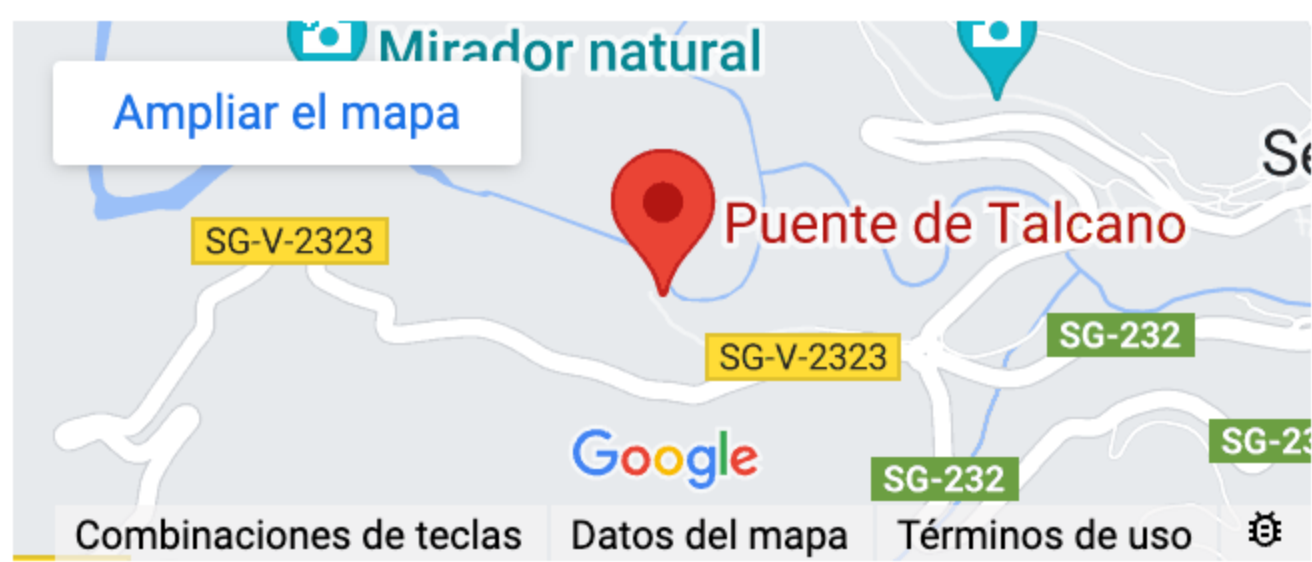 Mirador natural
Ampliar el mapa
SG-V-2323
Puente de Talcano
SG-V-2323
SG-232
Google
SG-232
Combinaciones de teclas
Datos del mapa
Términos de uso